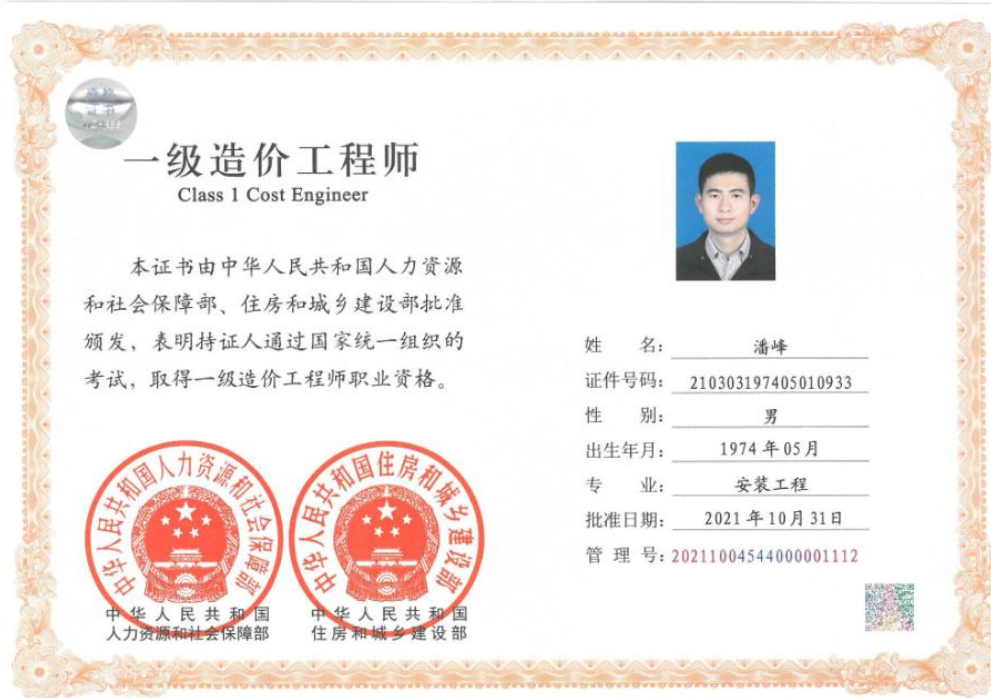 资格
证书
一级造价工程师
Class 1 Cost Engineer
本证书由中华人民共和国人力资源
和社会保障部、住房和城乡建设部批准
颁发，表明持证人通过国家统一组织的
考试，取得一级造价工程师职业资格。
姓 名：潘峰
证件号码：210303197405010933
性 别：男
出生年月：1974年05月
专 业：安装工程
批准日期：2021年10月31日
管 理 号：20211004544000001112
中华人民共和国人力资源和社会保障部
中华人民共和国住房和城乡建设部
中华人民共和国
人力资源和社会保障部
中华人民共和国
住房和城乡建设部